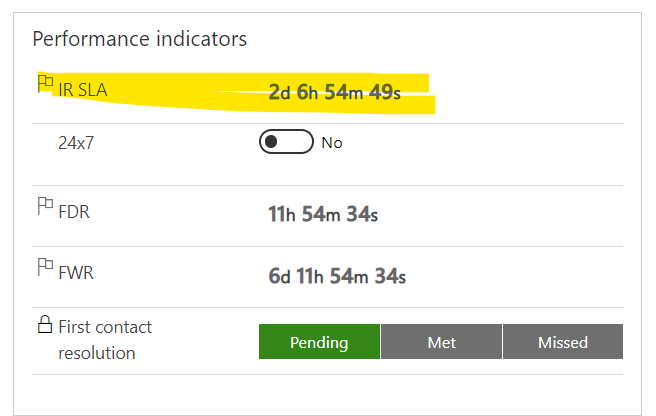 Performance indicators
IR SLA 2d 6h 54m 49s
24x7 No
FDR 11h 54m 34s
FWR 6d 11h 54m 34s
First contact
resolution
Pending Met Missed